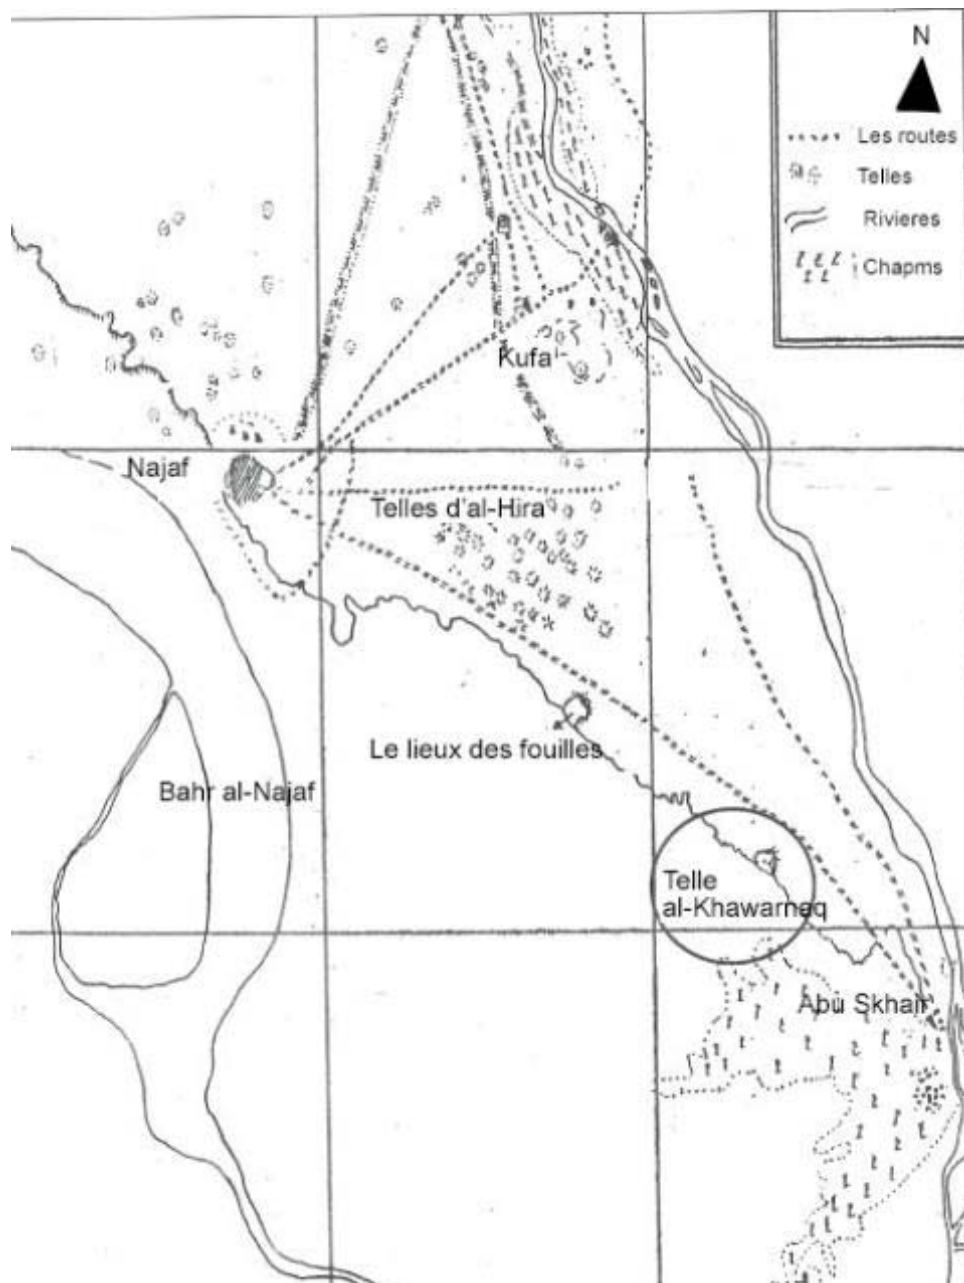 N
Les routes
Telles
Rivieres
Chapms
Kufa
Najaf
Telles d'al-Hira
Le lieux des fouilles
Bahr al-Najaf
Telle
al-Khawarnaq
Abu Skhair